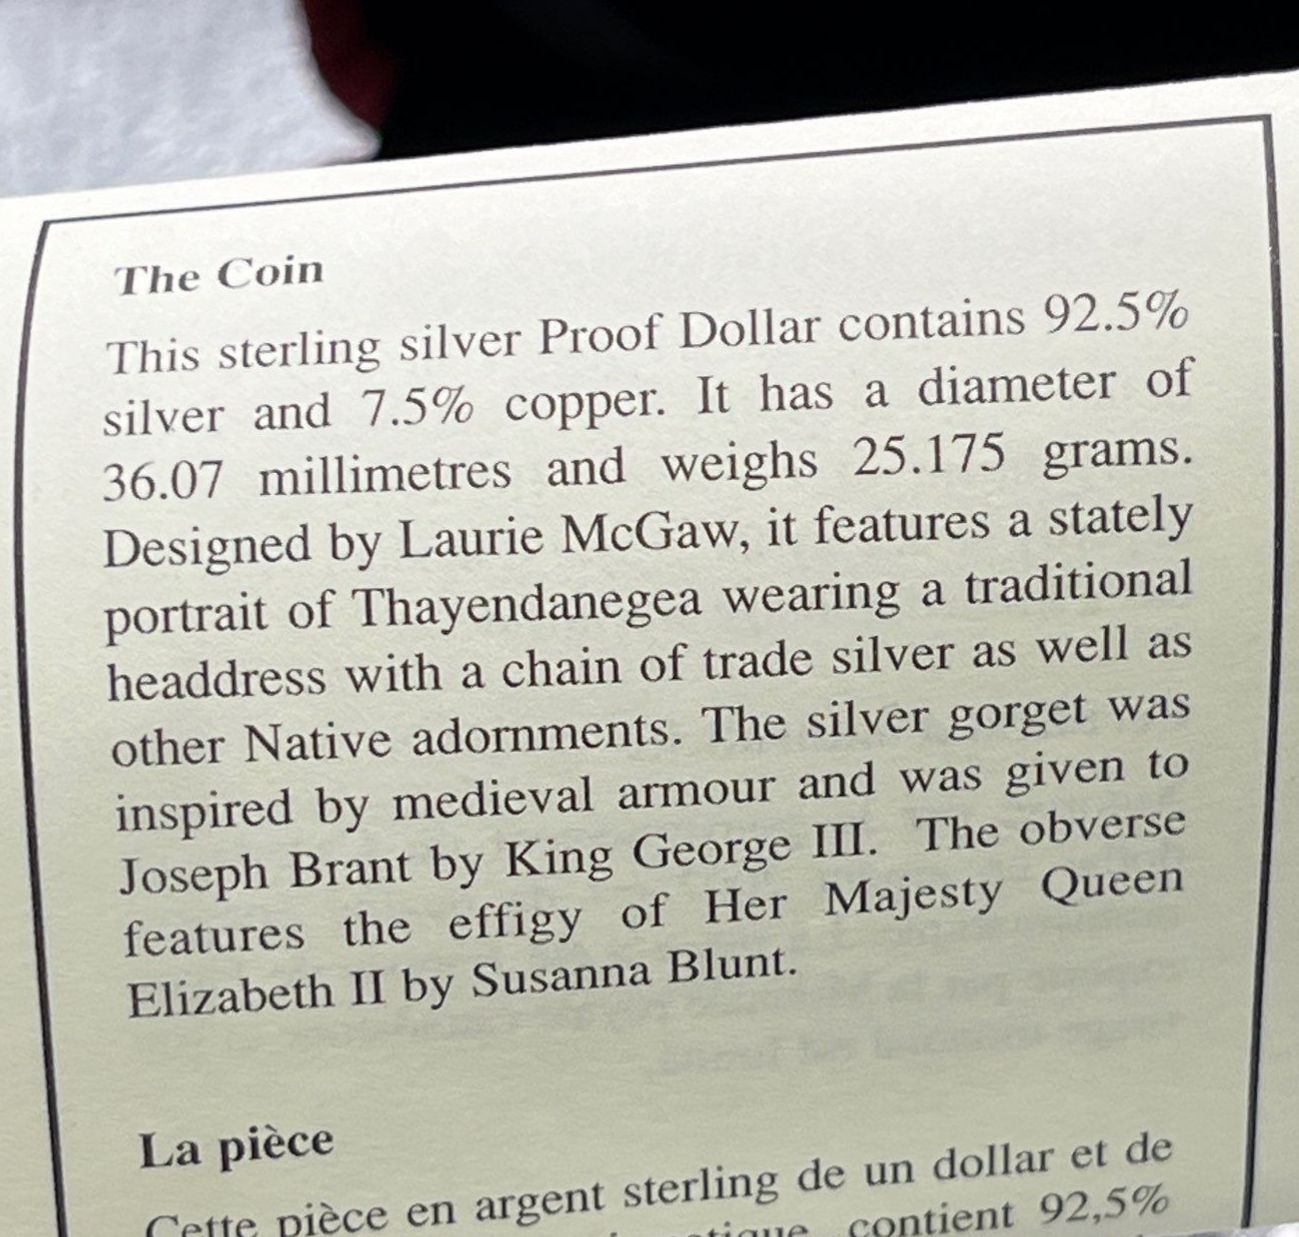 The Coin
This sterling silver Proof Dollar contains 92.5%
silver and 7.5% copper. It has a diameter of
36.07 millimetres and weighs 25.175 grams.
Designed by Laurie McGaw, it features a stately
portrait of Thayendanegea wearing a traditional
headdress with a chain of trade silver as well as
other Native adornments. The silver gorget was
inspired by medieval armour and was given to
Joseph Brant by King George III. The obverse
features the effigy of Her Majesty Queen
Elizabeth II by Susanna Blunt.
La pièce
Cette pièce en argent sterling de un dollar et de
contient 92,5%